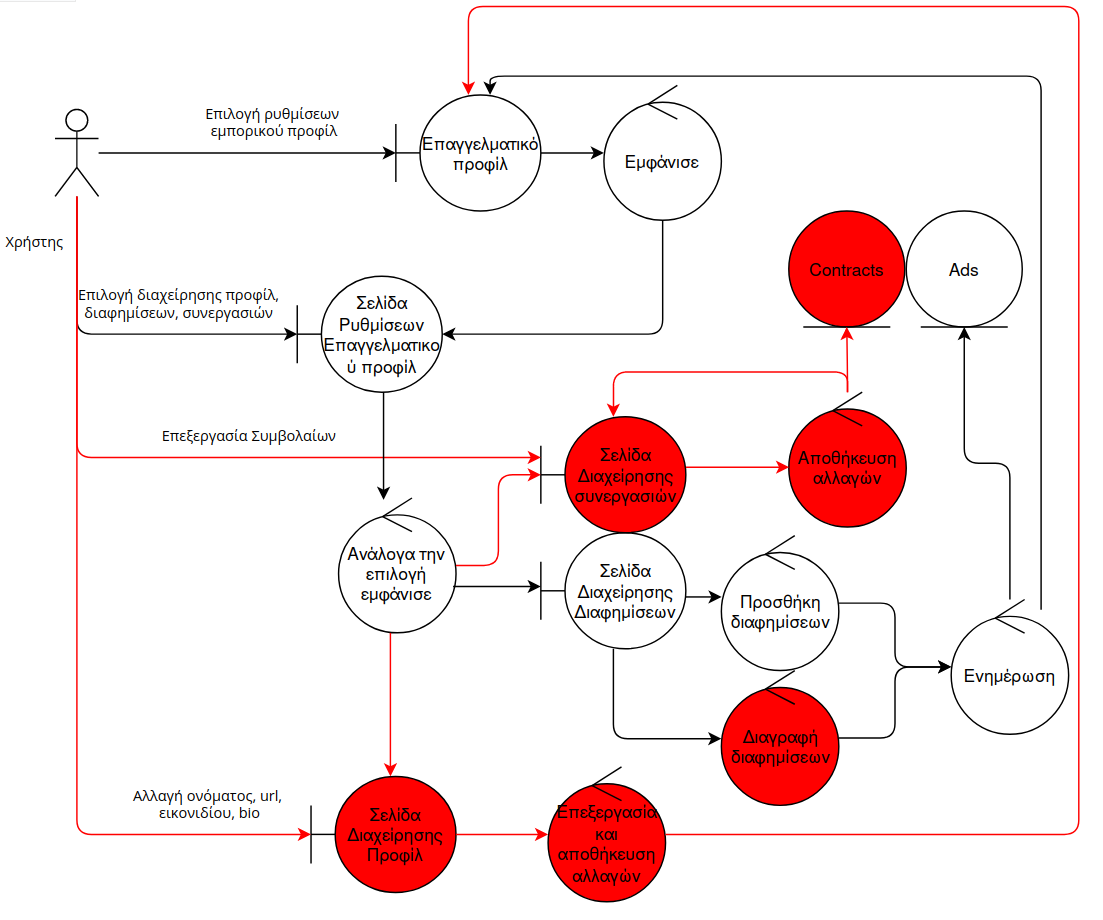 Επιλογή ρυθμίσεων
εμπορικού προφίλ
Επαγγελματικό
προφίλ
Εμφάνισε
Χρήστης
Επιλογή διαχείρησης προφίλ,
διαφημίσεων, συνεργασιών
Σελίδα
Ρυθμίσεων
Επαγγελματικο
ύ προφίλ
Contracts
Ads
Επεξεργασία Συμβολαίων
Σελίδα
Διαχείρησης
συνεργασιών
Αποθήκευση
αλλαγών
Ανάλογα την
επιλογή
εμφάνισε
Σελίδα
Διαχείρησης
Διαφημίσεων
Προσθήκη
διαφημίσεων
Ενημέρωση
Διαγραφή
διαφημίσεων
Αλλαγή ονόματος, url,
εικονιδίου, bio
Σελίδα
Διαχείρησης
Προφίλ
Επεξεργασία
και
αποθήκευση
αλλαγών